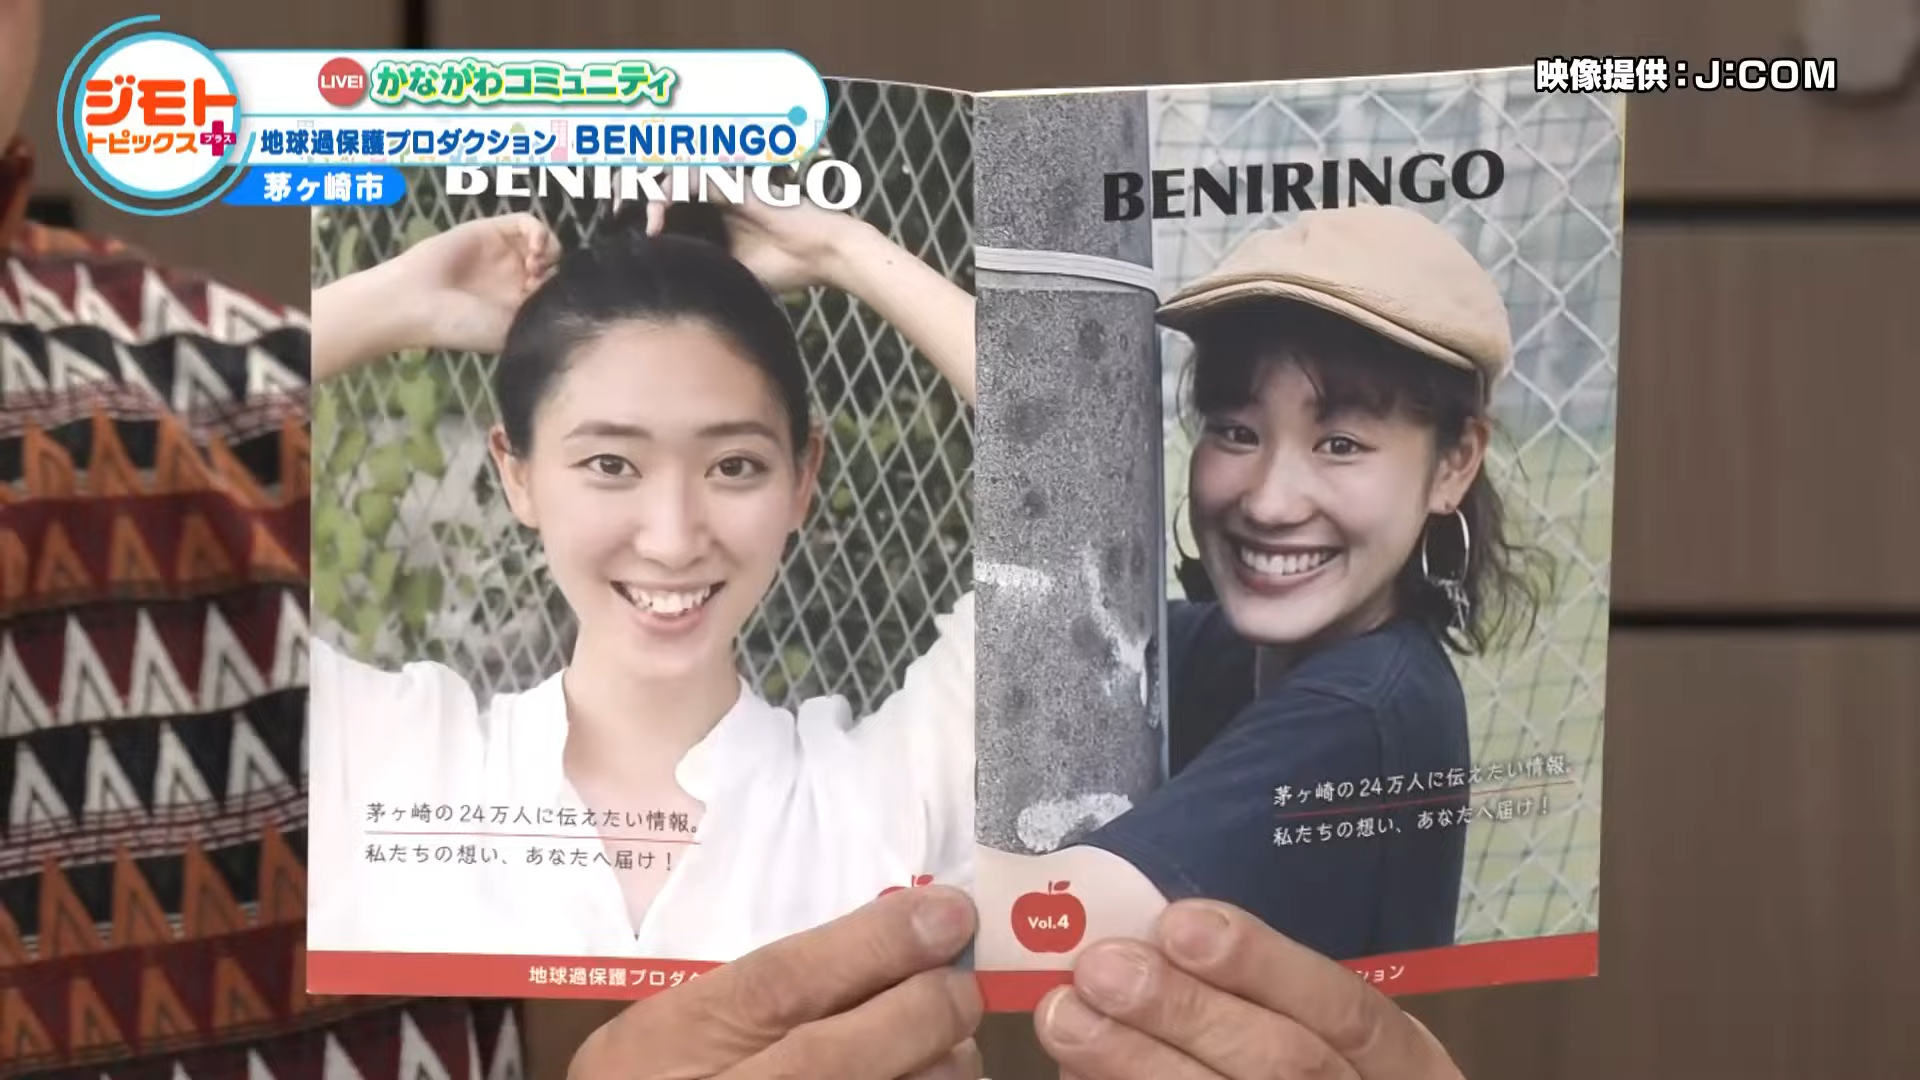 ジモト
トピックス
プラス
LIVE! かながわコミュニティ
地球過保護プロダクション BENIRINGO
茅ヶ崎市
映像提供：J:COM
BENIRINGO
茅ヶ崎の24万人に伝えたい情報。
私たちの想い、あなたへ届け！
地球過保護プロダク
BENIRINGO
茅ヶ崎の24万人に伝えたい情報。
私たちの想い、あなたへ届け！
Vol.4
ション